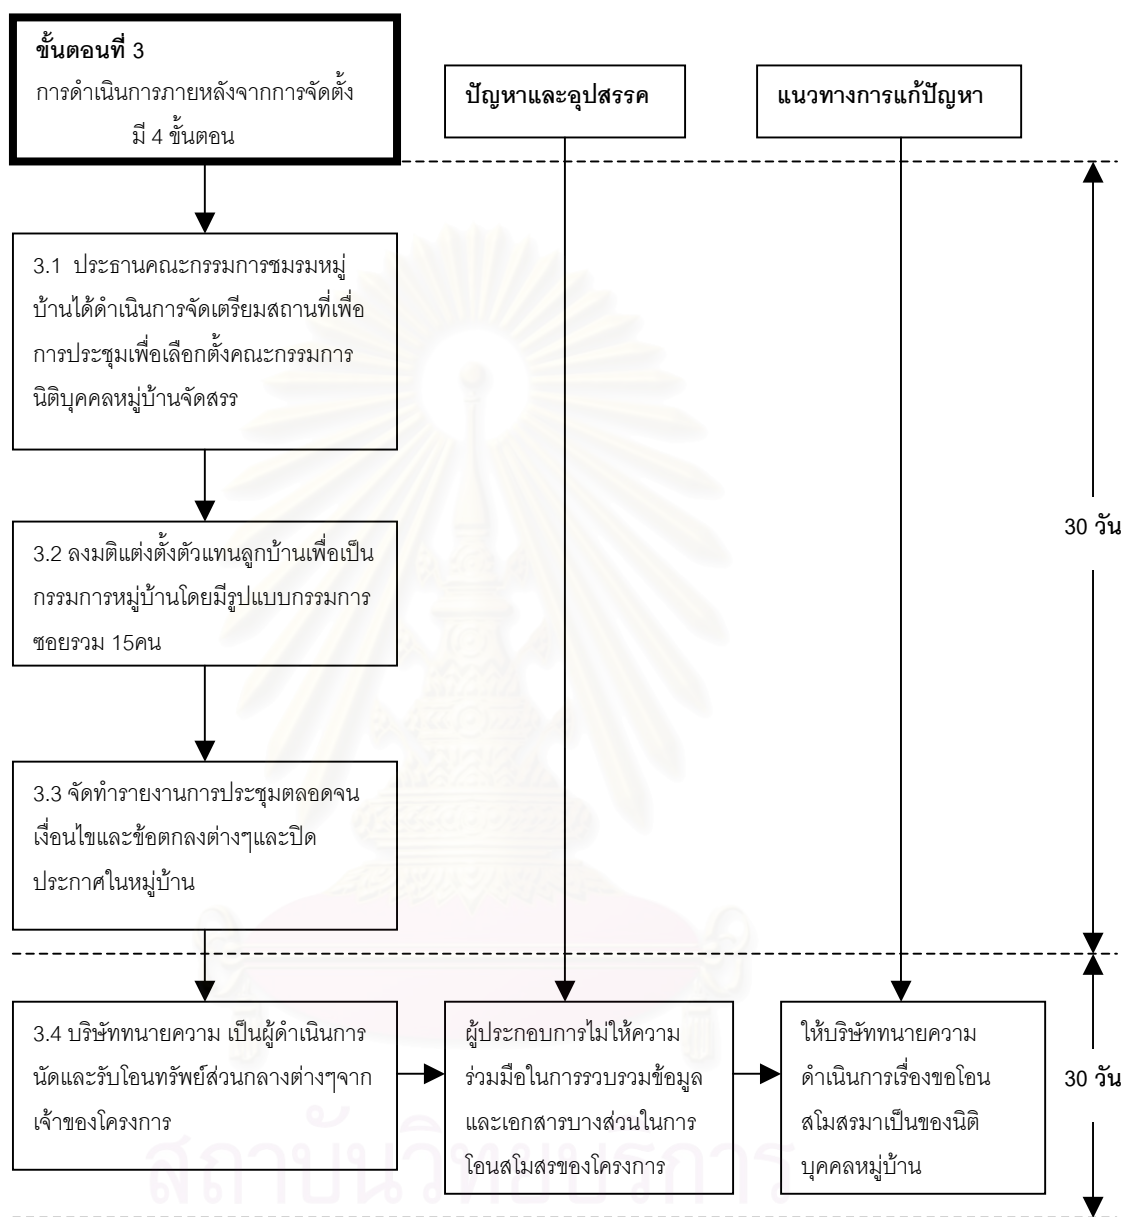 ขั้นตอนที่ 3
การดำเนินการภายหลังจากการจัดตั้ง
มี 4 ขั้นตอน
ปัญหาและอุปสรรค
แนวทางการแก้ปัญหา
3.1 ประธานคณะกรรมการชมรมหมู่
บ้านได้ดำเนินการจัดเตรียมสถานที่เพื่อ
การประชุมเพื่อเลือกตั้งคณะกรรมการ
นิติบุคคลหมู่บ้านจัดสรร
30 วัน
3.2 ลงมติแต่งตั้งตัวแทนลูกบ้านเพื่อเป็น
กรรมการหมู่บ้านโดยมีรูปแบบกรรมการ
ซอยรวม 15คน
3.3 จัดทำรายงานการประชุมตลอดจน
เงื่อนไขและข้อตกลงต่างๆและปิด
ประกาศในหมู่บ้าน
3.4 บริษัททนายความ เป็นผู้ดำเนินการ
นัดและรับโอนทรัพย์ส่วนกลางต่างๆจาก
เจ้าของโครงการ
ผู้ประกอบการไม่ให้ความ
ร่วมมือในการรวบรวมข้อมูล
และเอกสารบางส่วนในการ
โอนสโมสรของโครงการ
ให้บริษัททนายความ
ดำเนินการเรื่องขอโอน
สโมสรมาเป็นของนิติ
บุคคลหมู่บ้าน
30 วัน
สถาบันวิทยบริการ